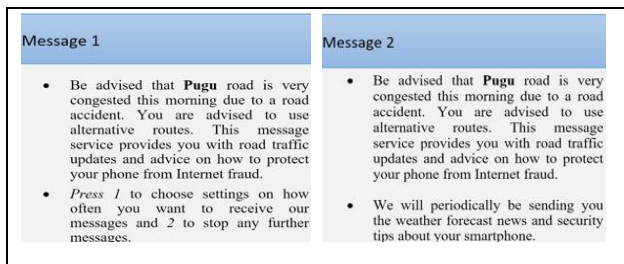 Message 1
• Be advised that Pugu road is very
congested this morning due to a road
accident. You are advised to use
alternative routes. This message
service provides you with road traffic
updates and advice on how to protect
your phone from Internet fraud.
• Press 1 to choose settings on how
often you want to receive our
messages and 2 to stop any further
messages.
Message 2
• Be advised that Pugu road is very
congested this morning due to a road
accident. You are advised to use
alternative routes. This message
service provides you with road traffic
updates and advice on how to protect
your phone from Internet fraud.
• We will periodically be sending you
the weather forecast news and security
tips about your smartphone.